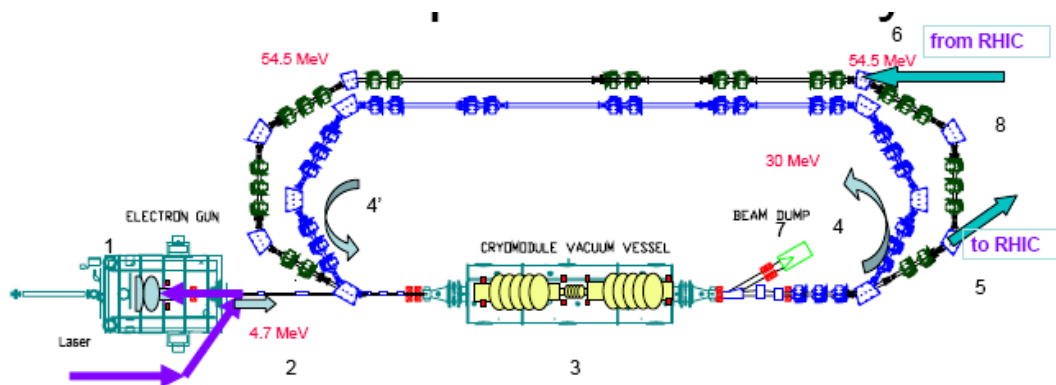 6
from RHIC
54.5 MeV
54.5 MeV
8
30 MeV
4'
ELECTRON GUN
BEAM DUMP
1
7
4
CRYOMODULE VACUUM VESSEL
to RHIC
5
4.7 MeV
Laser
2
3